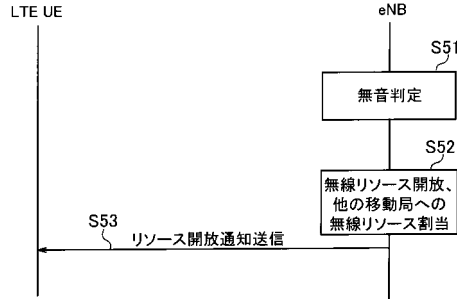 LTE UE
eNB
S51
無音判定
S52
無線リソース開放、
他の移動局への
無線リソース割当
S53
リソース開放通知送信